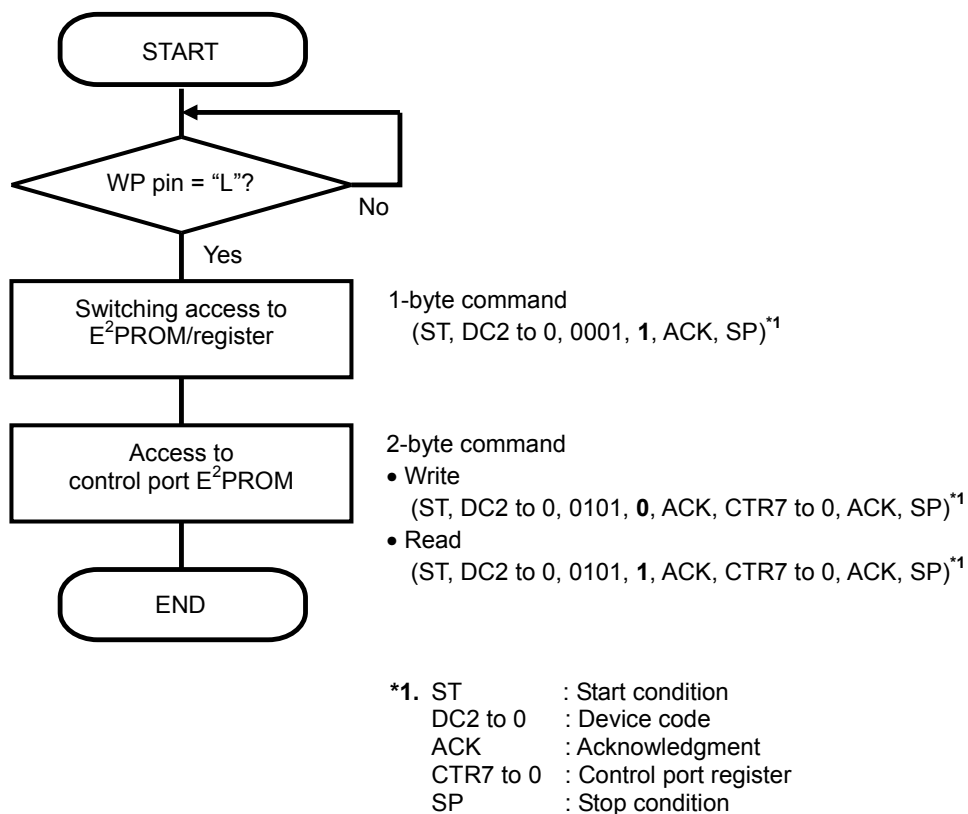 START
WP pin = “L”?
No
Yes
Switching access to
E²PROM/register
1-byte command
(ST, DC2 to 0, 0001, 1, ACK, SP)*1
Access to
control port E²PROM
2-byte command
• Write
(ST, DC2 to 0, 0101, 0, ACK, CTR7 to 0, ACK, SP)*1
• Read
(ST, DC2 to 0, 0101, 1, ACK, CTR7 to 0, ACK, SP)*1
END
*1. ST : Start condition
DC2 to 0 : Device code
ACK : Acknowledgment
CTR7 to 0 : Control port register
SP : Stop condition